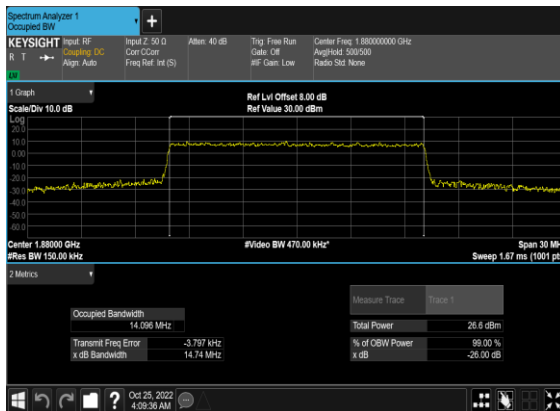 Spectrum Analyzer 1
Occupied BW
KEYSIGHT Input: RF Input Z: 50 Ω Atten: 40 dB Trig: Free Run Center Freq: 1.880000000 GHz
R T Coupling: DC Corr CCorr Gate: Off Avg|Hold: 500/500
Align: Auto Freq Ref: Int (S) #IF Gain: Low Radio Std: None
1 Graph
Ref Lvl Offset 8.00 dB
Scale/Div 10.0 dB Ref Value 30.00 dBm
Log
20.0
10.0
0.00
-10.0
-20.0
-30.0
-40.0
-50.0
-60.0
Center 1.88000 GHz #Video BW 470.00 kHz* Span 30 MH
#Res BW 150.00 kHz Sweep 1.67 ms (1001 pt
2 Metrics
Measure Trace Trace 1
Occupied Bandwidth
14.096 MHz Total Power 26.6 dBm
Transmit Freq Error -3.797 kHz % of OBW Power 99.00 %
x dB Bandwidth 14.74 MHz x dB -26.00 dB
? Oct 25, 2022
4:09:36 AM